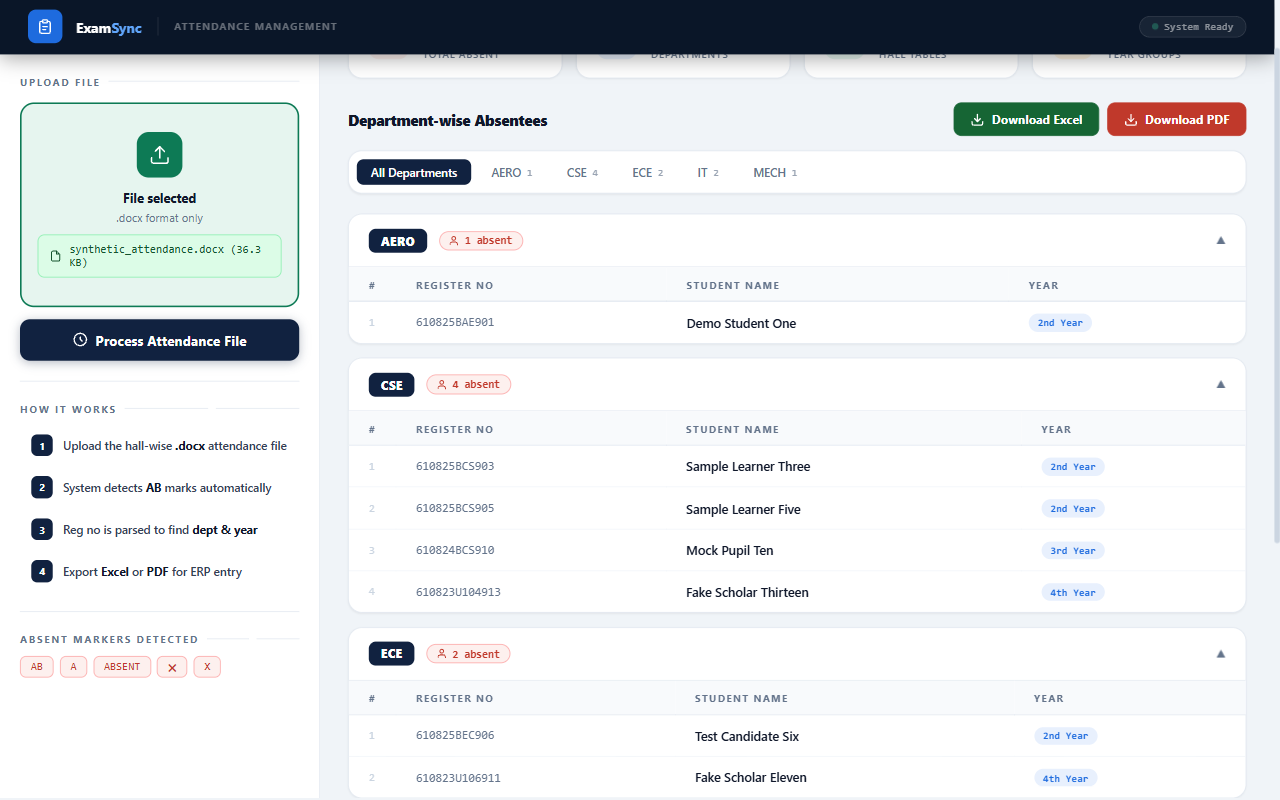 ExamSync
ATTENDANCE MANAGEMENT
System Ready
UPLOAD FILE
File selected
.docx format only
synthetic_attendance.docx (36.3
KB)
Process Attendance File
HOW IT WORKS
1 Upload the hall-wise .docx attendance file
2 System detects AB marks automatically
3 Reg no is parsed to find dept & year
4 Export Excel or PDF for ERP entry
ABSENT MARKERS DETECTED
AB A ABSENT ✕ X
TOTAL ABSENT DEPARTMENTS HALL TABLES YEAR GROUPS
Department-wise Absentees
Download Excel Download PDF
All Departments AERO 1 CSE 4 ECE 2 IT 2 MECH 1
AERO 1 absent ▲
# REGISTER NO STUDENT NAME YEAR
1 610825BAE901 Demo Student One 2nd Year
CSE 4 absent ▲
# REGISTER NO STUDENT NAME YEAR
1 610825BCS903 Sample Learner Three 2nd Year
2 610825BCS905 Sample Learner Five 2nd Year
3 610824BCS910 Mock Pupil Ten 3rd Year
4 610823U104913 Fake Scholar Thirteen 4th Year
ECE 2 absent ▲
# REGISTER NO STUDENT NAME YEAR
1 610825BEC906 Test Candidate Six 2nd Year
2 610823U106911 Fake Scholar Eleven 4th Year